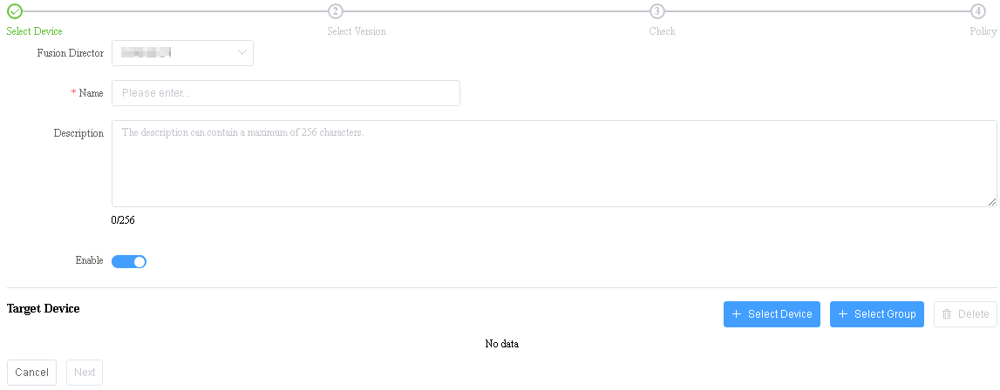 2 3 4
Select Device Select Version Check Policy
Fusion Director
* Name Please enter...
Description The description can contain a maximum of 256 characters.
0/256
Enable
Target Device + Select Device + Select Group Delete
No data
Cancel Next